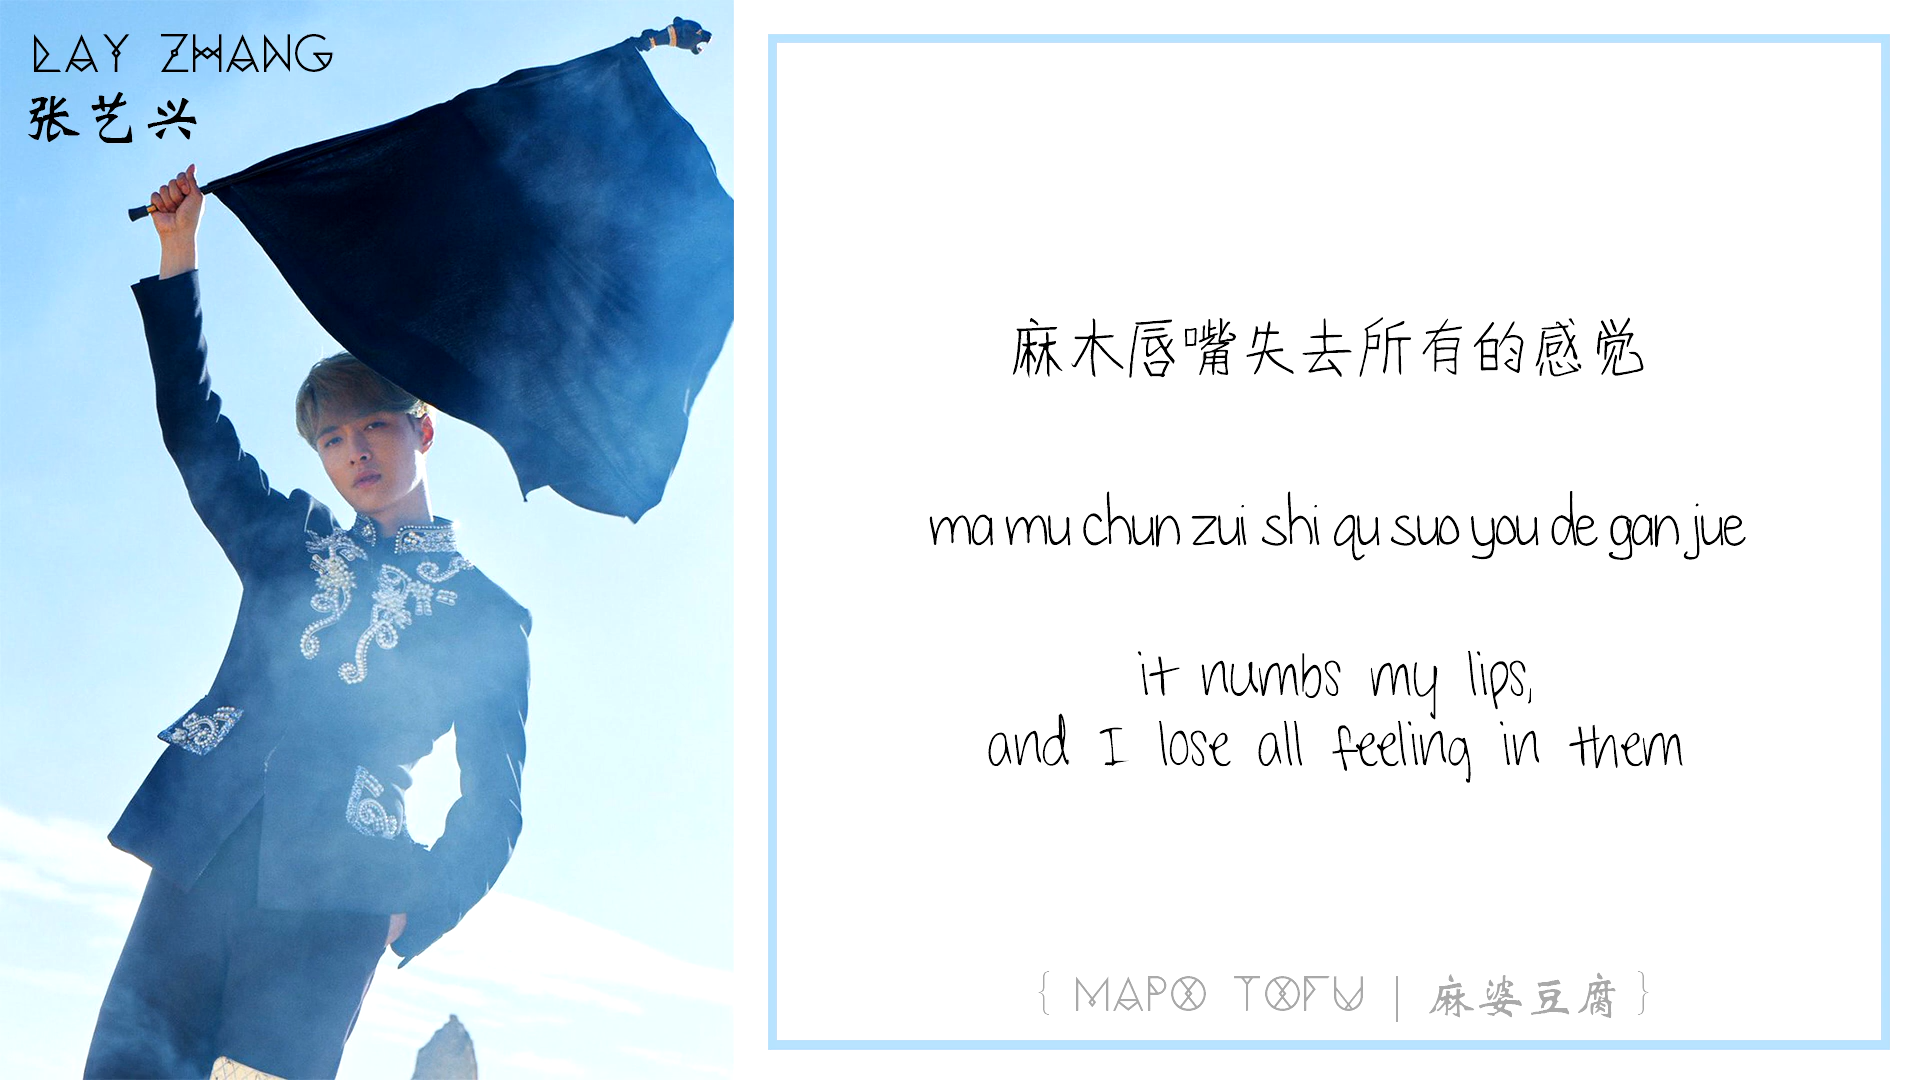 LAY ZHANG
张艺兴
麻木唇嘴失去所有的感觉
ma mu chun zui shi qu suo you de gan jue
it numbs my lips,
and I lose all feeling in them
{ MAPO TOFU | 麻婆豆腐 }